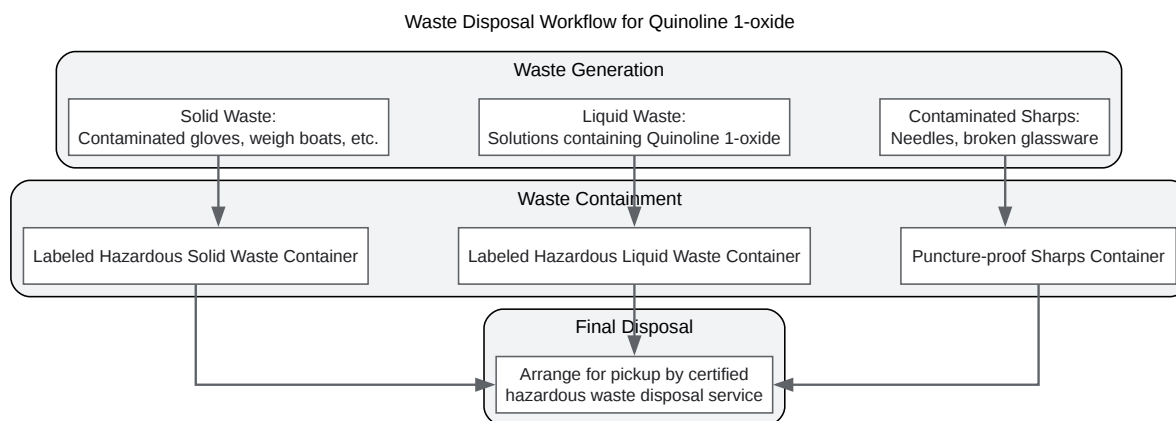 Waste Disposal Workflow for Quinoline 1-oxide
Waste Generation
Solid Waste:
Contaminated gloves, weigh boats, etc.
Liquid Waste:
Solutions containing Quinoline 1-oxide
Contaminated Sharps:
Needles, broken glassware
Waste Containment
Labeled Hazardous Solid Waste Container
Labeled Hazardous Liquid Waste Container
Puncture-proof Sharps Container
Final Disposal
Arrange for pickup by certified
hazardous waste disposal service